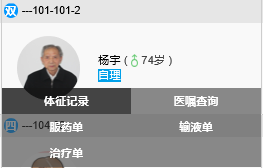 双 ---101-101-2
杨宇（♂74岁）
自理
体征记录 医嘱查询
四 ---104-
服药单 输液单
治疗单